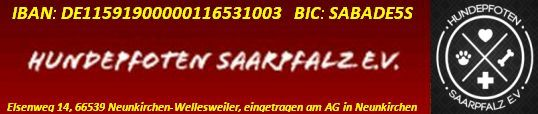 IBAN: DE11591900000116531003 BIC: SABADE5S
HUNDEPFOTEN SAARPFALZ E.V.
Elsenweg 14, 66539 Neunkirchen-Wellesweiler, eingetragen am AG in Neunkirchen
HUNDEPFOTEN
SAARPFALZ E.V.